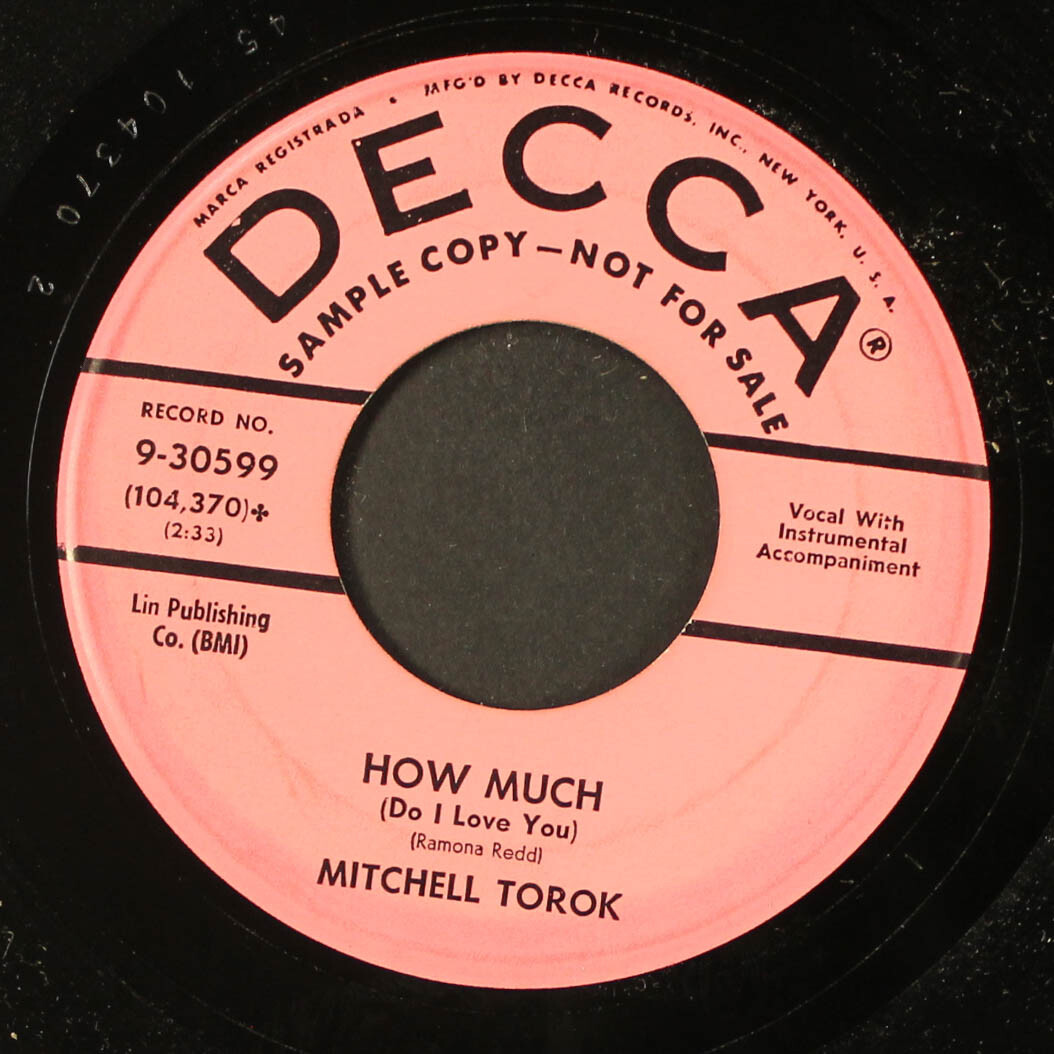 45 104370 2
MARCA REGISTRADA • MFG'D BY DECCA RECORDS, INC., NEW YORK, U. S. A.
DECCA®
SAMPLE COPY—NOT FOR SALE
RECORD NO.
9-30599
(104,370)✤
(2:33)
Vocal With
Instrumental
Accompaniment
Lin Publishing
Co. (BMI)
HOW MUCH
(Do I Love You)
(Ramona Redd)
MITCHELL TOROK